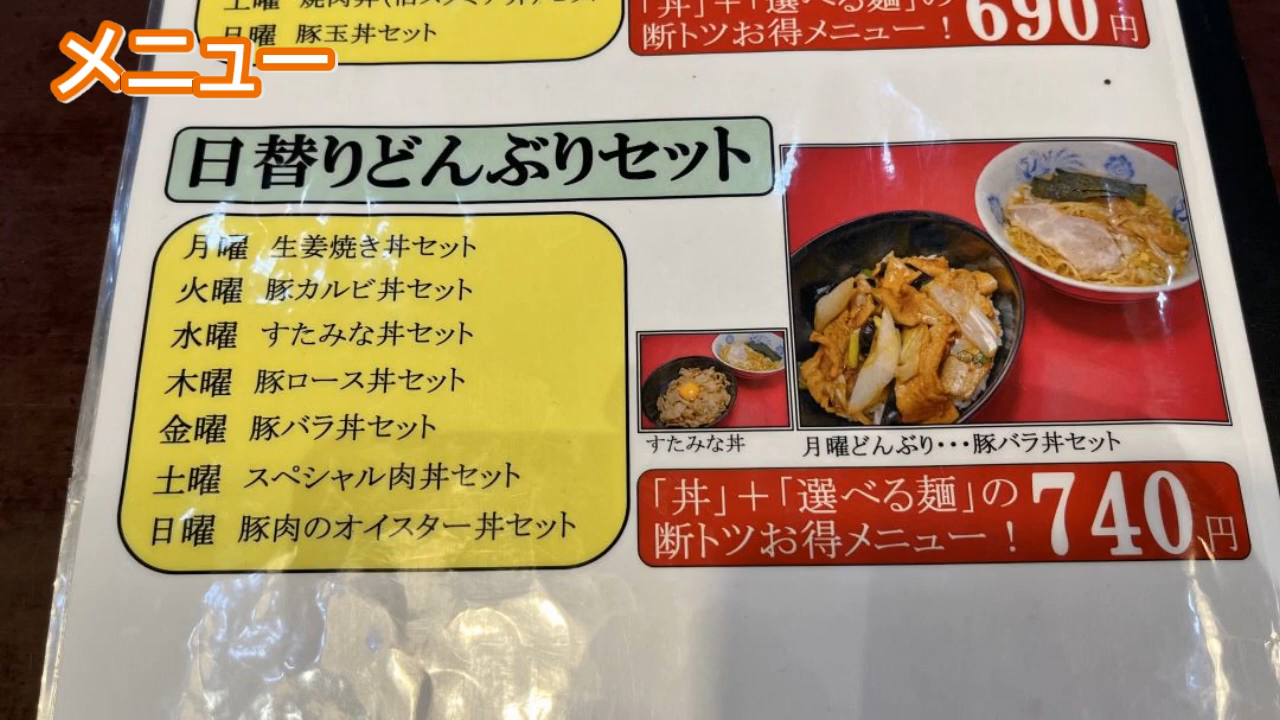 メニュー
日曜 豚玉丼セット
「丼」+「選べる麺」の
断トツお得メニュー! 690円
日替りどんぶりセット
月曜 生姜焼き丼セット
火曜 豚カルビ丼セット
水曜 すたみな丼セット
木曜 豚ロース丼セット
金曜 豚バラ丼セット
土曜 スペシャル肉丼セット
日曜 豚肉のオイスター丼セット
すたみな丼
月曜どんぶり・・・豚バラ丼セット
「丼」+「選べる麺」の
断トツお得メニュー! 740円